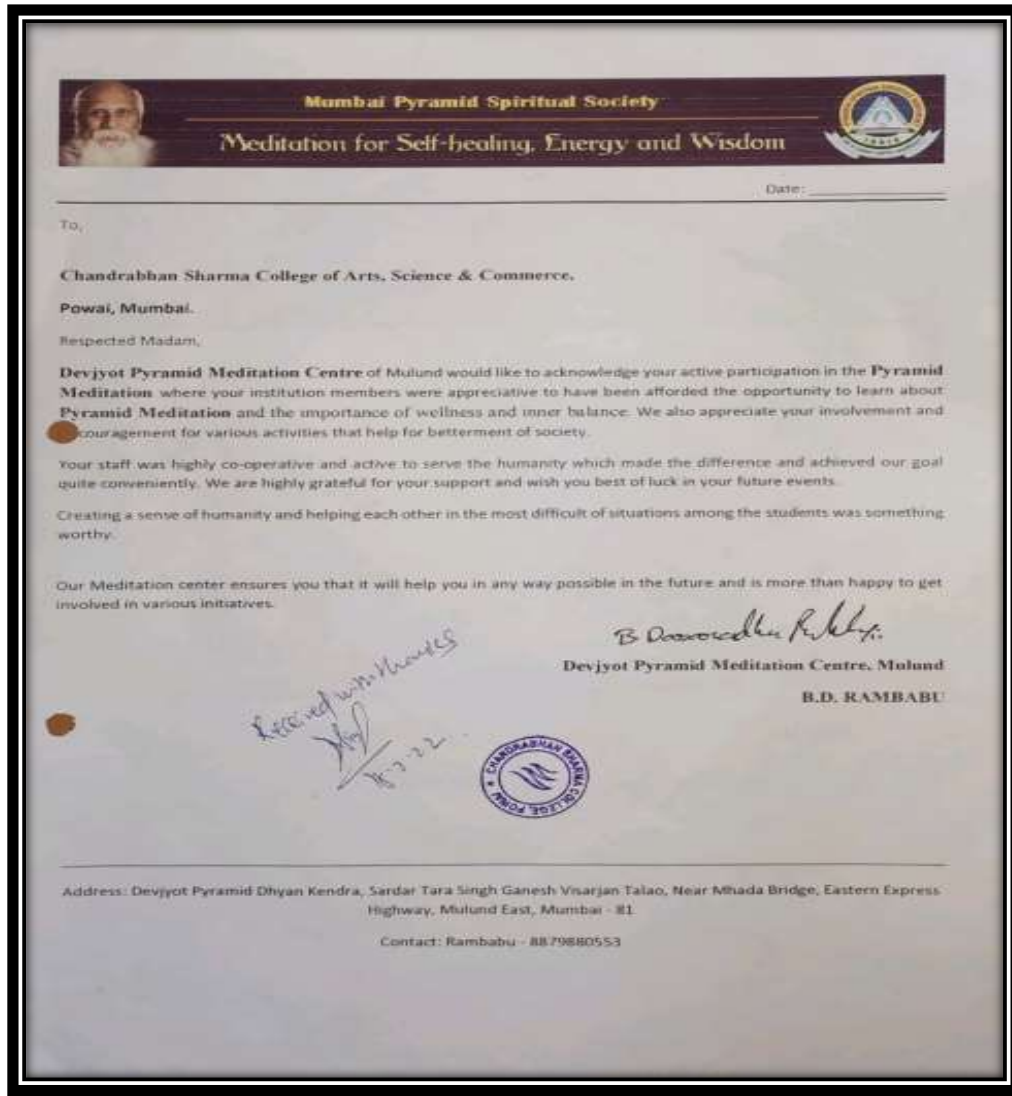 Mumbai Pyramid Spiritual Society
Meditation for Self-healing, Energy and Wisdom
Date:
To,
Chandrabhan Sharma College of Arts, Science & Commerce,
Powai, Mumbai.
Respected Madam,
Devjyot Pyramid Meditation Centre of Mulund would like to acknowledge your active participation in the Pyramid
Meditation where your institution members were appreciative to have been afforded the opportunity to learn about
Pyramid Meditation and the importance of wellness and inner balance. We also appreciate your involvement and
couragement for various activities that help for betterment of society.
Your staff was highly co-operative and active to serve the humanity which made the difference and achieved our goal
quite conveniently. We are highly grateful for your support and wish you best of luck in your future events.
Creating a sense of humanity and helping each other in the most difficult of situations among the students was something
worthy.
Our Meditation center ensures you that it will help you in any way possible in the future and is more than happy to get
involved in various initiatives.
Devjyot Pyramid Meditation Centre, Mulund
B.D. RAMBABU
Received
CHANDRABHAN SHARMA COLLEGE, POWAI
Address: Devjyot Pyramid Dhyan Kendra, Sardar Tara Singh Ganesh Visarjan Talao, Near Mhada Bridge, Eastern Express
Highway, Mulund East, Mumbai - 81
Contact: Rambabu - 8879880553